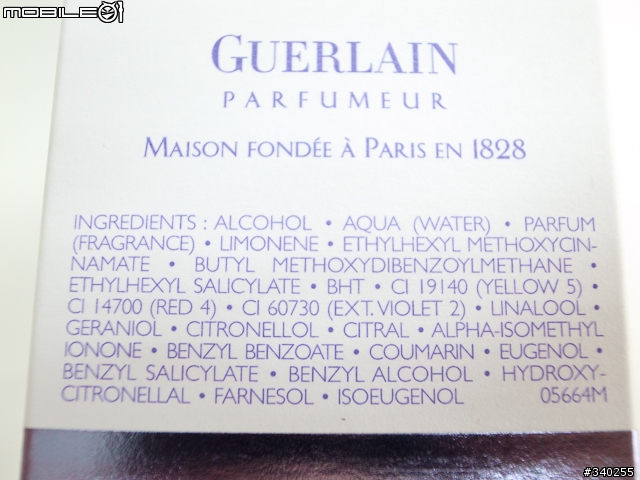 MOBILE01
GUERLAIN
PARFUMEUR
MAISON FONDÉE À PARIS EN 1828
INGREDIENTS : ALCOHOL • AQUA (WATER) • PARFUM
(FRAGRANCE) • LIMONENE • ETHYLHEXYL METHOXYCIN-
NAMATE • BUTYL METHOXYDIBENZOYLMETHANE •
ETHYLHEXYL SALICYLATE • BHT • CI 19140 (YELLOW 5) •
CI 14700 (RED 4) • CI 60730 (EXT. VIOLET 2) • LINALOOL •
GERANIOL • CITRONELLOL • CITRAL • ALPHA-ISOMETHYL
IONONE • BENZYL BENZOATE • COUMARIN • EUGENOL •
BENZYL SALICYLATE • BENZYL ALCOHOL • HYDROXY-
CITRONELLAL • FARNESOL • ISOEUGENOL 05664M
#340255